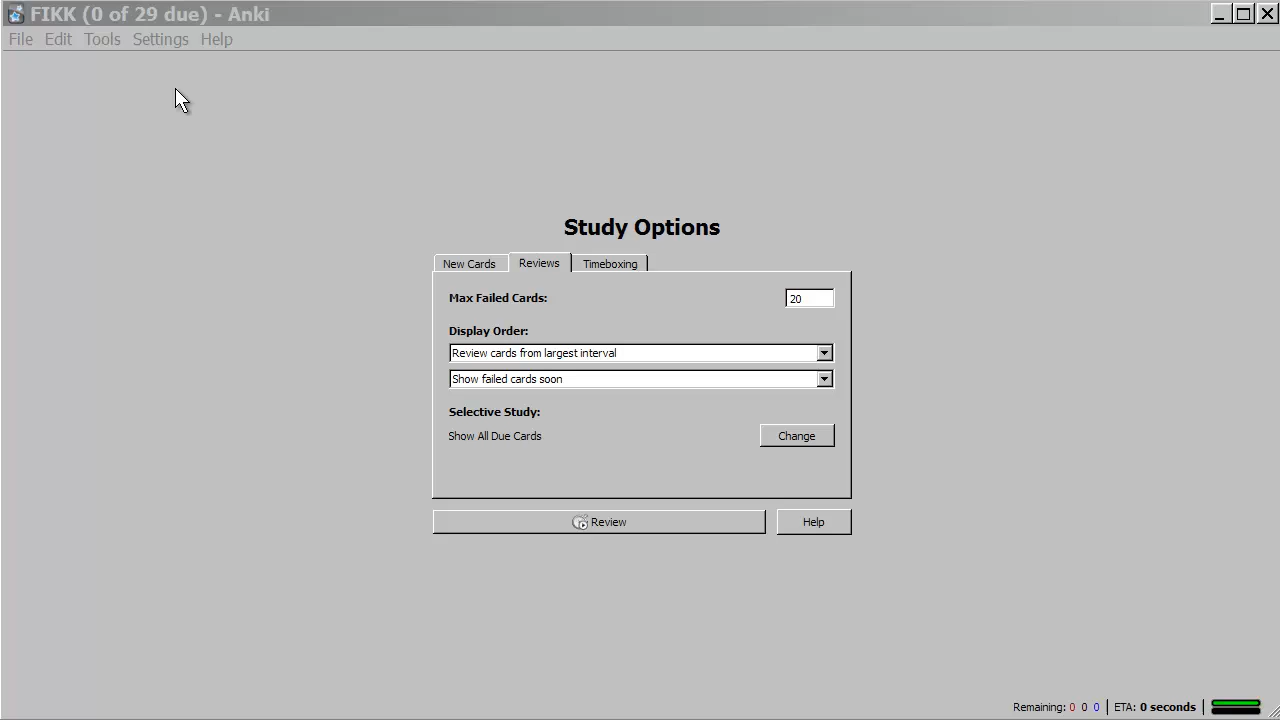 FIKK (0 of 29 due) - Anki
File Edit Tools Settings Help
Study Options
New Cards Reviews Timeboxing
Max Failed Cards: 20
Display Order:
Review cards from largest interval
Show failed cards soon
Selective Study:
Show All Due Cards Change
Review Help
Remaining: 0 0 0 ETA: 0 seconds